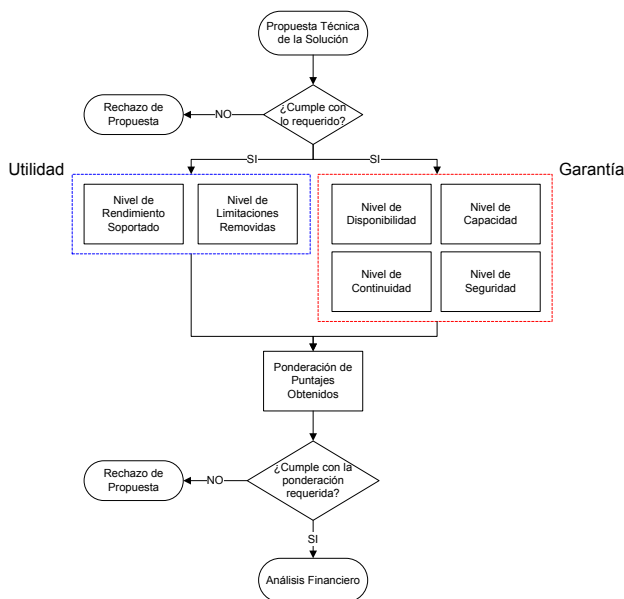 Propuesta Técnica
de la Solución
¿Cumple con
lo requerido?
NO
Rechazo de
Propuesta
SI
SI
Utilidad
Garantía
Nivel de
Rendimiento
Soportado
Nivel de
Limitaciones
Removidas
Nivel de
Disponibilidad
Nivel de
Capacidad
Nivel de
Continuidad
Nivel de
Seguridad
Ponderación de
Puntajes
Obtenidos
¿Cumple con la
ponderación
requerida?
NO
Rechazo de
Propuesta
SI
Análisis Financiero